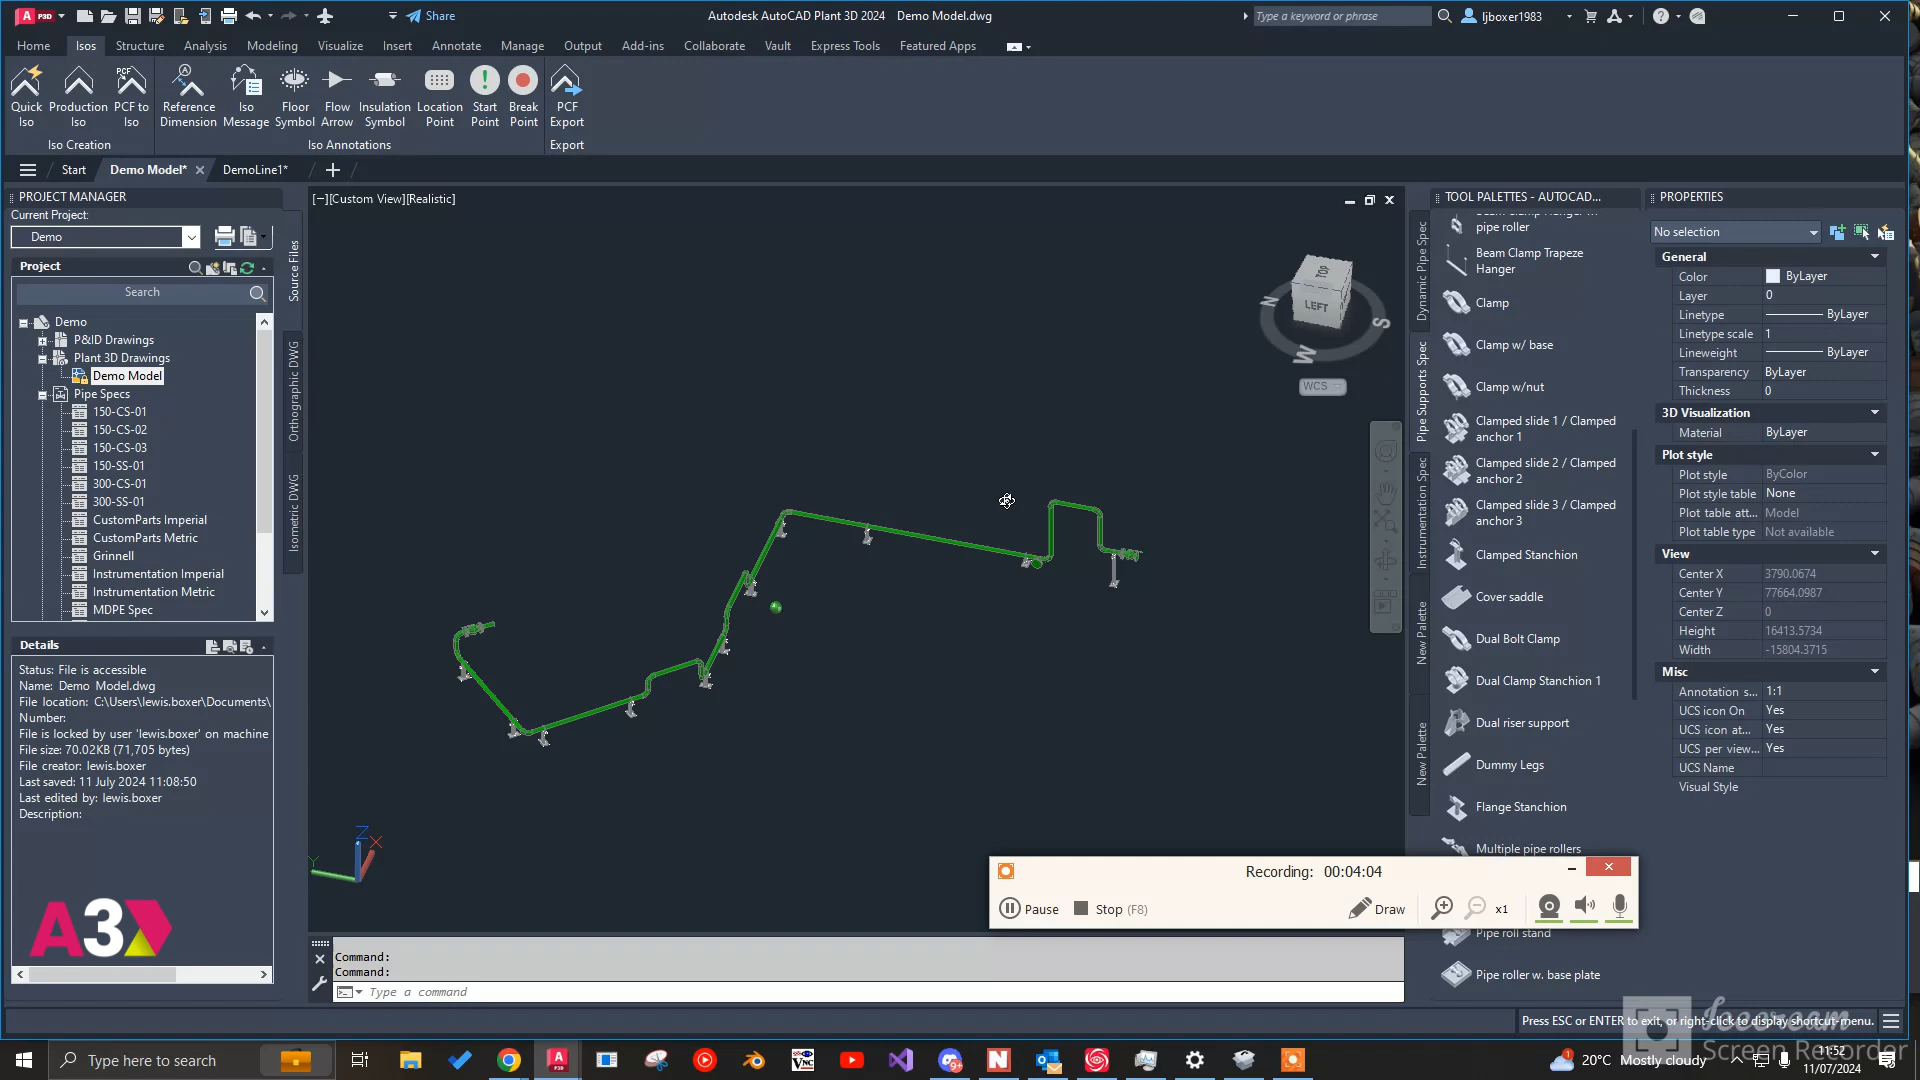 A P3D
Share
Autodesk AutoCAD Plant 3D 2024 Demo Model.dwg
Type a keyword or phrase
ljboxer1983
Home Isos Structure Analysis Modeling Visualize Insert Annotate Manage Output Add-ins Collaborate Vault Express Tools Featured Apps
Quick Iso
Production Iso
PCF to Iso
Reference Dimension
Iso Message
Floor Symbol
Flow Arrow
Insulation Symbol
Location Point
Start Point
Break Point
PCF Export
Iso Creation
Iso Annotations
Export
Start
Demo Model*
DemoLine1*
PROJECT MANAGER
Current Project:
Demo
Project
Search
Demo
P&ID Drawings
Plant 3D Drawings
Demo Model
Pipe Specs
150-CS-01
150-CS-02
150-CS-03
150-SS-01
300-CS-01
300-SS-01
CustomParts Imperial
CustomParts Metric
Grinnell
Instrumentation Imperial
Instrumentation Metric
MDPE Spec
Source Files
Orthographic DWG
Isometric DWG
Details
Status: File is accessible
Name: Demo Model.dwg
File location: C:\Users\lewis.boxer\Documents\
Number:
File is locked by user 'lewis.boxer' on machine
File size: 70.02KB (71,705 bytes)
File creator: lewis.boxer
Last saved: 11 July 2024 11:08:50
Last edited by: lewis.boxer
Description:
A3
[−][Custom View][Realistic]
TOP
LEFT
N
S
W
WCS
Z
X
Y
TOOL PALETTES - AUTOCAD...
pipe roller
Beam Clamp Trapeze Hanger
Clamp
Clamp w/ base
Clamp w/nut
Clamped slide 1 / Clamped anchor 1
Clamped slide 2 / Clamped anchor 2
Clamped slide 3 / Clamped anchor 3
Clamped Stanchion
Cover saddle
Dual Bolt Clamp
Dual Clamp Stanchion 1
Dual riser support
Dummy Legs
Flange Stanchion
Multiple pipe rollers
Pipe roll stand
Pipe roller w. base plate
Dynamic Pipe Spec
Pipe Supports Spec
Instrumentation Spec
New Palette
New Palette
PROPERTIES
No selection
General
Color ByLayer
Layer 0
Linetype ByLayer
Linetype scale 1
Lineweight ByLayer
Transparency ByLayer
Thickness 0
3D Visualization
Material ByLayer
Plot style
Plot style ByColor
Plot style table None
Plot table att... Model
Plot table type Not available
View
Center X 3790.0674
Center Y 77664.0987
Center Z 0
Height 16413.5734
Width -15804.3715
Misc
Annotation s... 1:1
UCS icon On Yes
UCS icon at... Yes
UCS per view... Yes
UCS Name
Visual Style
Recording: 00:04:04
Pause
Stop (F8)
Draw
x1
Command:
Command:
Type a command
Press ESC or ENTER to exit, or right-click to display shortcut-menu.
Icecream
Screen Recorder
Type here to search
20°C Mostly cloudy
11:52
11/07/2024